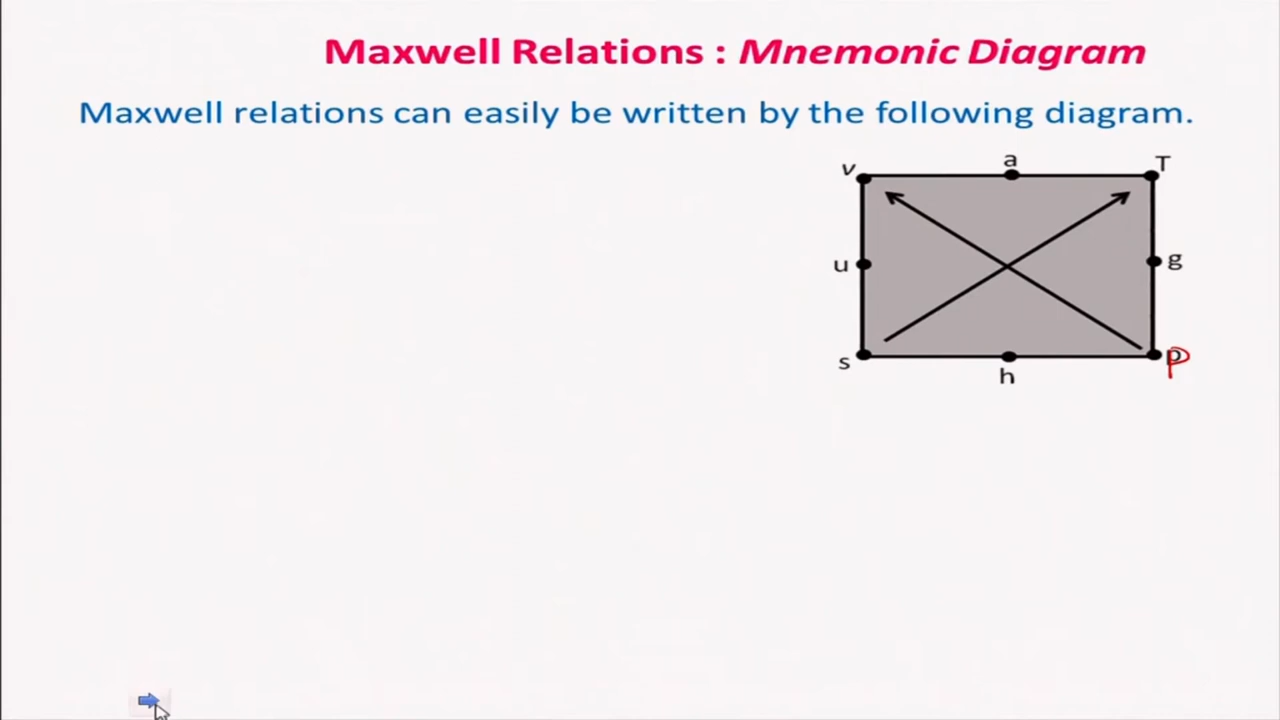 Maxwell Relations : Mnemonic Diagram
Maxwell relations can easily be written by the following diagram.
v a T
u g
s p P
h